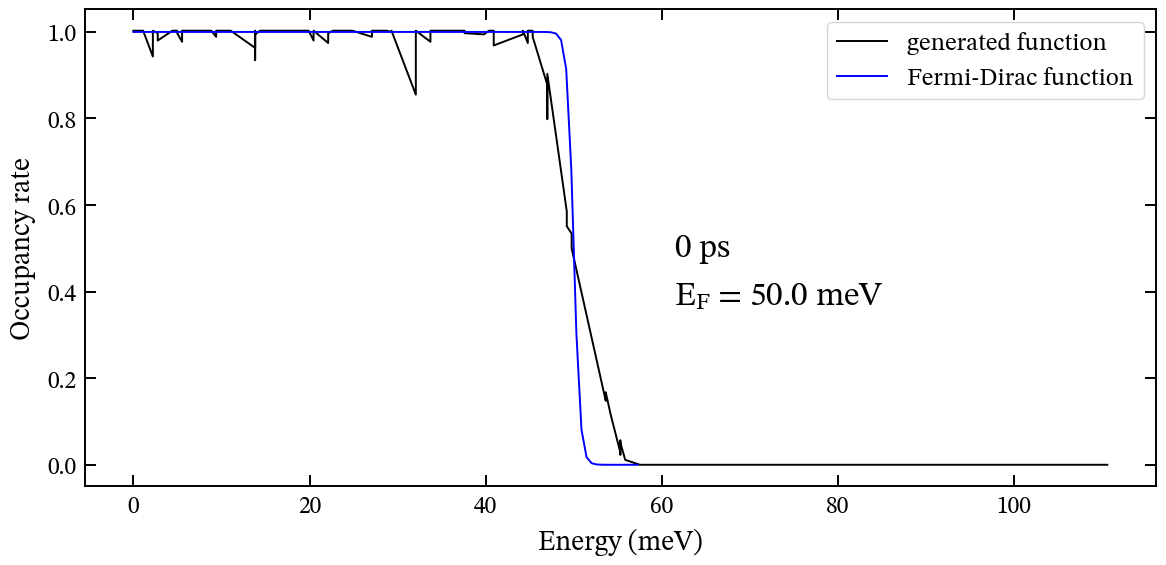 1.0
0.8
0.6
0.4
0.2
0.0
Occupancy rate
generated function
Fermi-Dirac function
0 ps
E_F = 50.0 meV
0 20 40 60 80 100
Energy (meV)